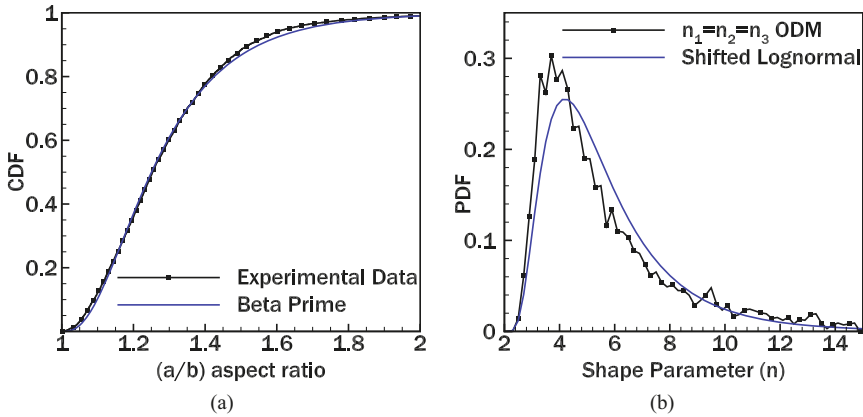 1
0.8
0.6
0.4
0.2
CDF
Experimental Data
Beta Prime
1 1.2 1.4 1.6 1.8 2
(a/b) aspect ratio
(a)
0.3
0.2
0.1
0
PDF
n₁=n₂=n₃ ODM
Shifted Lognormal
2 4 6 8 10 12 14
Shape Parameter (n)
(b)